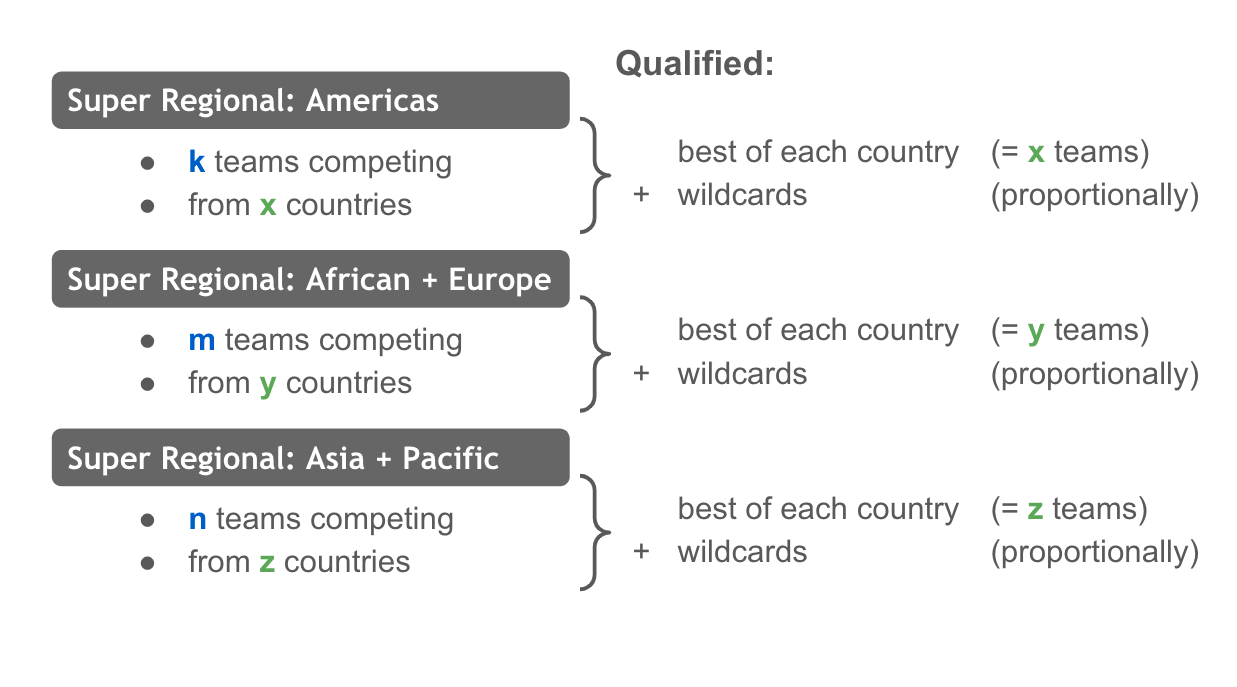 Qualified:
Super Regional: Americas
● k teams competing
● from x countries
best of each country (= x teams)
+ wildcards (proportionally)
Super Regional: African + Europe
● m teams competing
● from y countries
best of each country (= y teams)
+ wildcards (proportionally)
Super Regional: Asia + Pacific
● n teams competing
● from z countries
best of each country (= z teams)
+ wildcards (proportionally)